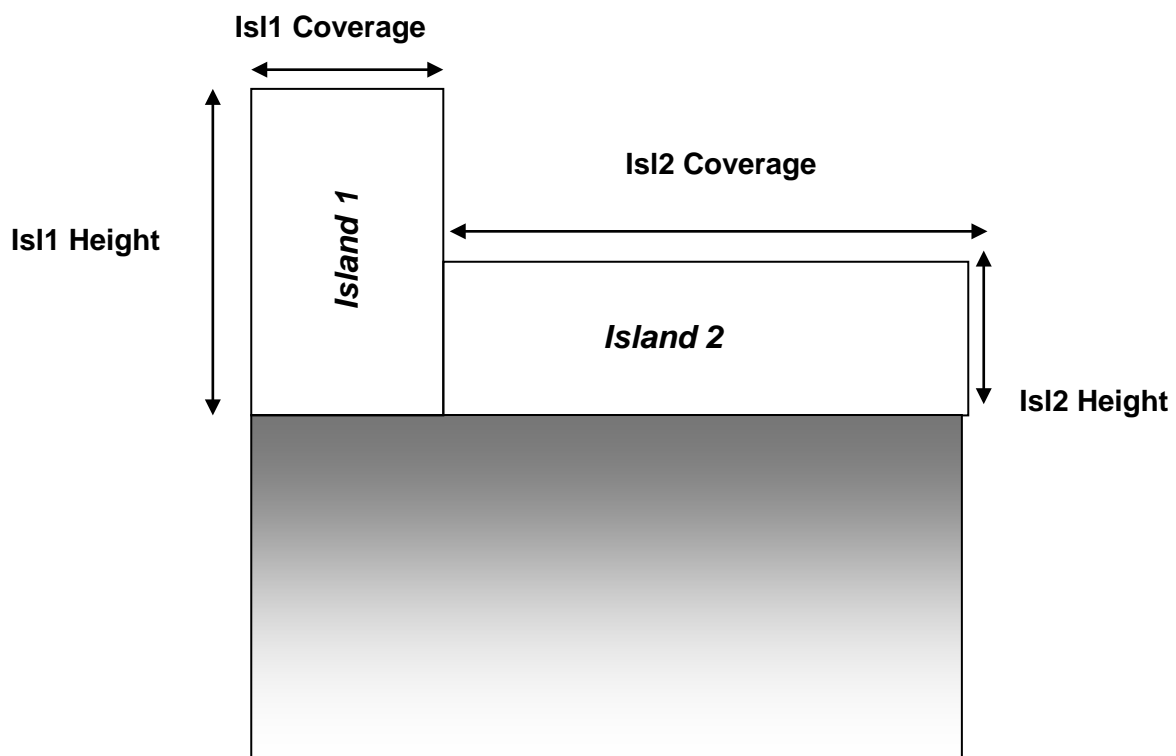 Isl1 Coverage
Isl2 Coverage
Isl1 Height
Island 1
Island 2
Isl2 Height